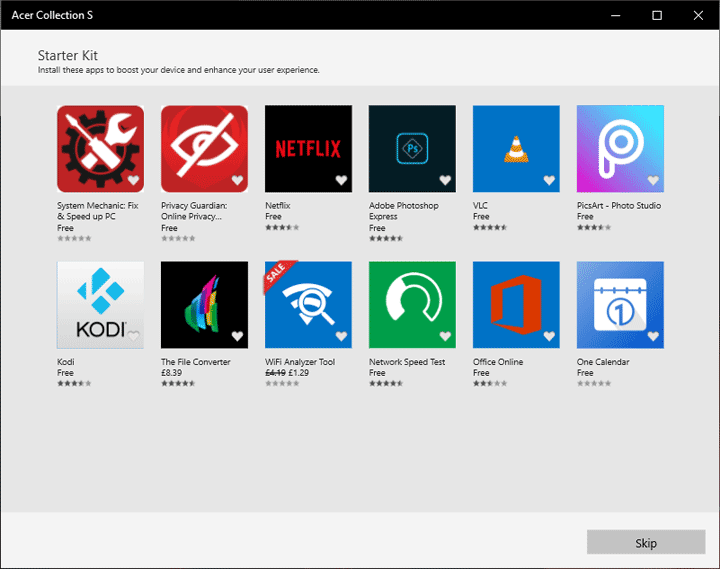 Acer Collection S
Starter Kit
Install these apps to boost your device and enhance your user experience.
NETFLIX
Ps
System Mechanic: Fix
& Speed up PC
Free
Privacy Guardian:
Online Privacy...
Free
Netflix
Free
Adobe Photoshop
Express
Free
VLC
Free
PicsArt - Photo Studio
Free
KODI
SALE
1
Kodi
Free
The File Converter
£8.39
WiFi Analyzer Tool
£4.19 £1.29
Network Speed Test
Free
Office Online
Free
One Calendar
Free
Skip